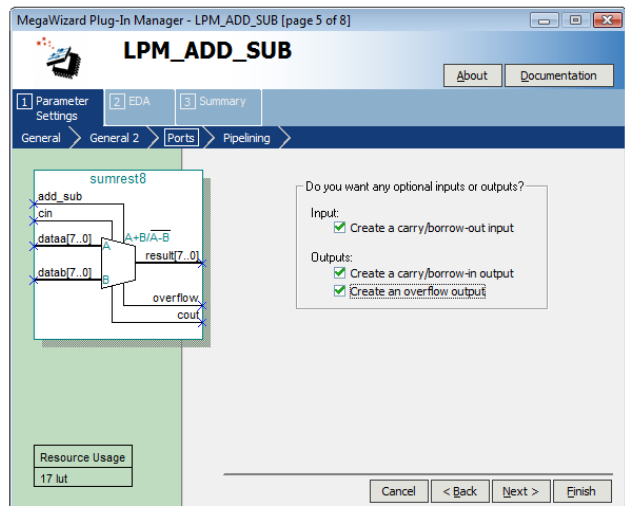 MegaWizard Plug-In Manager - LPM_ADD_SUB [page 5 of 8]
LPM_ADD_SUB
About
Documentation
1 Parameter Settings
2 EDA
3 Summary
General
General 2
Ports
Pipelining
sumrest8
add_sub
cin
dataa[7..0]
A
A+B/A-B
result[7..0]
datab[7..0]
B
overflow
cout
Do you want any optional inputs or outputs?
Input:
Create a carry/borrow-out input
Outputs:
Create a carry/borrow-in output
Create an overflow output
Resource Usage
17 lut
Cancel
< Back
Next >
Finish